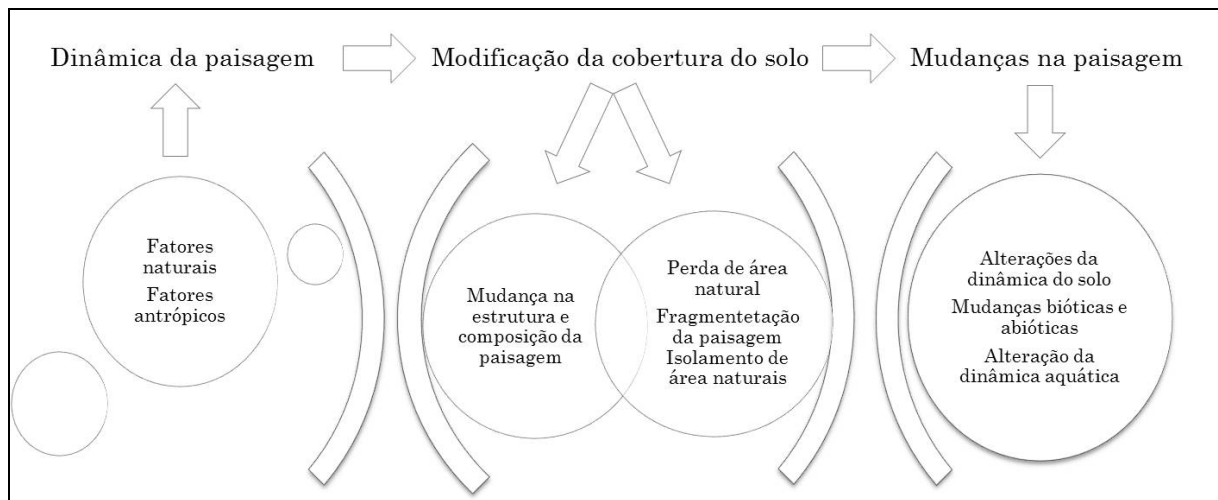 Dinâmica da paisagem
Modificação da cobertura do solo
Mudanças na paisagem
Fatores
naturais
Fatores
antrópicos
Mudança na
estrutura e
composição da
paisagem
Perda de área
natural
Fragmentetação
da paisagem
Isolamento de
área naturais
Alterações da
dinâmica do solo
Mudanças bióticas e
abióticas
Alteração da
dinâmica aquática